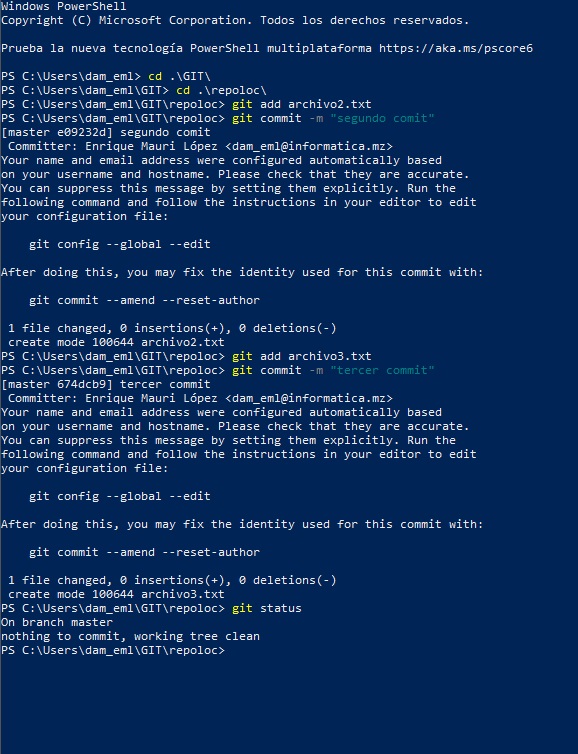 Windows PowerShell
Copyright (C) Microsoft Corporation. Todos los derechos reservados.
Prueba la nueva tecnología PowerShell multiplataforma https://aka.ms/pscore6
PS C:\Users\dam_eml> cd .\GIT\
PS C:\Users\dam_eml\GIT> cd .\repoloc\
PS C:\Users\dam_eml\GIT\repoloc> git add archivo2.txt
PS C:\Users\dam_eml\GIT\repoloc> git commit -m "segundo comit"
[master e09232d] segundo comit
Committer: Enrique Mauri López <dam_eml@informatica.mz>
Your name and email address were configured automatically based
on your username and hostname. Please check that they are accurate.
You can suppress this message by setting them explicitly. Run the
following command and follow the instructions in your editor to edit
your configuration file:
git config --global --edit
After doing this, you may fix the identity used for this commit with:
git commit --amend --reset-author
1 file changed, 0 insertions(+), 0 deletions(-)
create mode 100644 archivo2.txt
PS C:\Users\dam_eml\GIT\repoloc> git add archivo3.txt
PS C:\Users\dam_eml\GIT\repoloc> git commit -m "tercer commit"
[master 674dcb9] tercer commit
Committer: Enrique Mauri López <dam_eml@informatica.mz>
Your name and email address were configured automatically based
on your username and hostname. Please check that they are accurate.
You can suppress this message by setting them explicitly. Run the
following command and follow the instructions in your editor to edit
your configuration file:
git config --global --edit
After doing this, you may fix the identity used for this commit with:
git commit --amend --reset-author
1 file changed, 0 insertions(+), 0 deletions(-)
create mode 100644 archivo3.txt
PS C:\Users\dam_eml\GIT\repoloc> git status
On branch master
nothing to commit, working tree clean
PS C:\Users\dam_eml\GIT\repoloc>